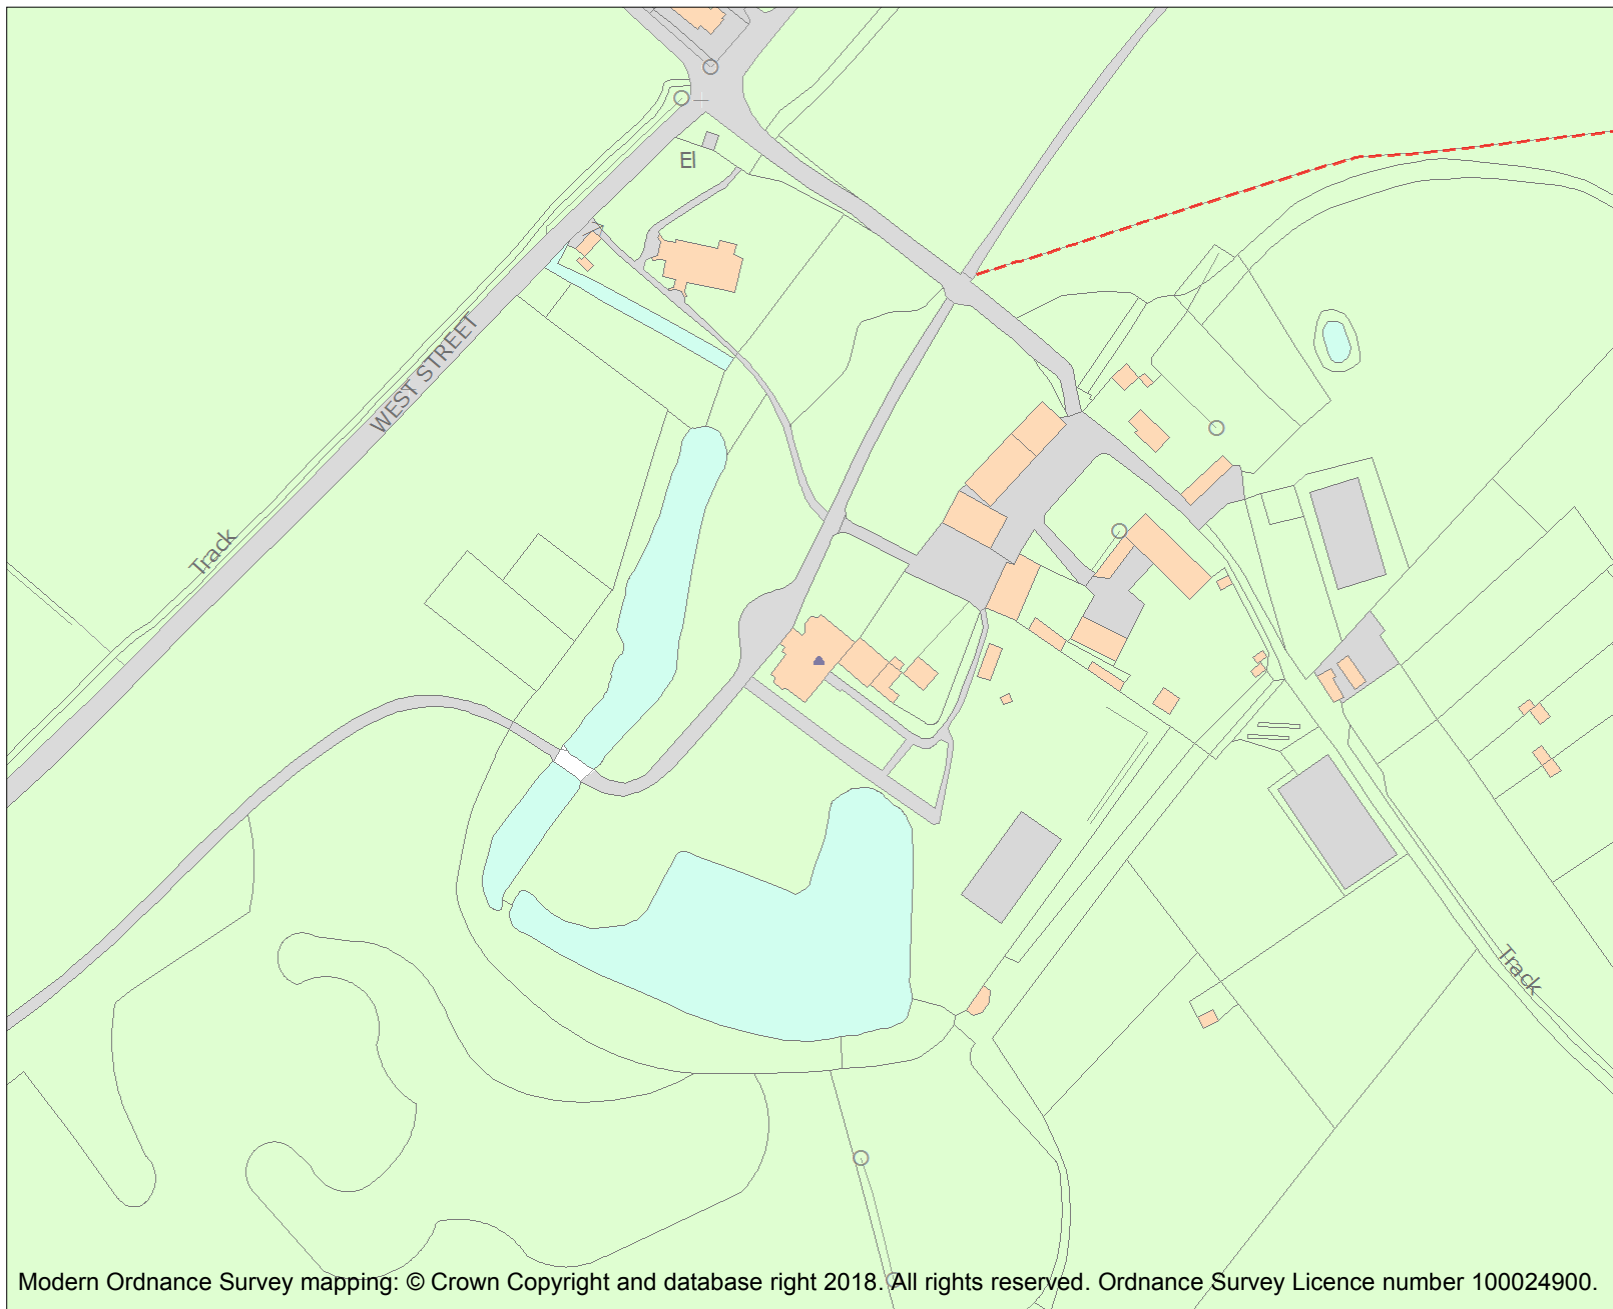 El
WEST STREET
Track
Track
Modern Ordnance Survey mapping: © Crown Copyright and database right 2018. All rights reserved. Ordnance Survey Licence number 100024900.